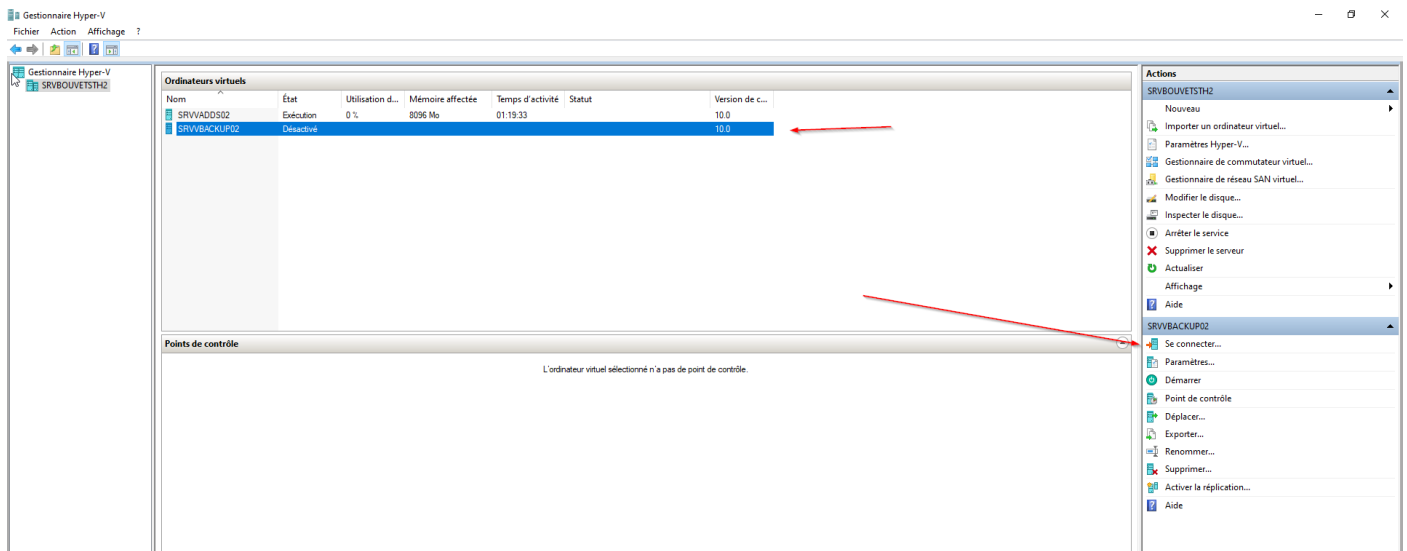 Gestionnaire Hyper-V
Fichier Action Affichage ?
Gestionnaire Hyper-V
SRVBOUVETSTH2
Ordinateurs virtuels
Nom État Utilisation d... Mémoire affectée Temps d'activité Statut Version de c...
SRVVADDS02 Exécution 0 % 8096 Mo 01:19:33 10.0
SRVVBACKUP02 Désactivé 10.0
Points de contrôle
L'ordinateur virtuel sélectionné n'a pas de point de contrôle.
Actions
SRVBOUVETSTH2
Nouveau
Importer un ordinateur virtuel...
Paramètres Hyper-V...
Gestionnaire de commutateur virtuel...
Gestionnaire de réseau SAN virtuel...
Modifier le disque...
Inspecter le disque...
Arrêter le service
Supprimer le serveur
Actualiser
Affichage
Aide
SRVVBACKUP02
Se connecter...
Paramètres...
Démarrer
Point de contrôle
Déplacer...
Exporter...
Renommer...
Supprimer...
Activer la réplication...
Aide